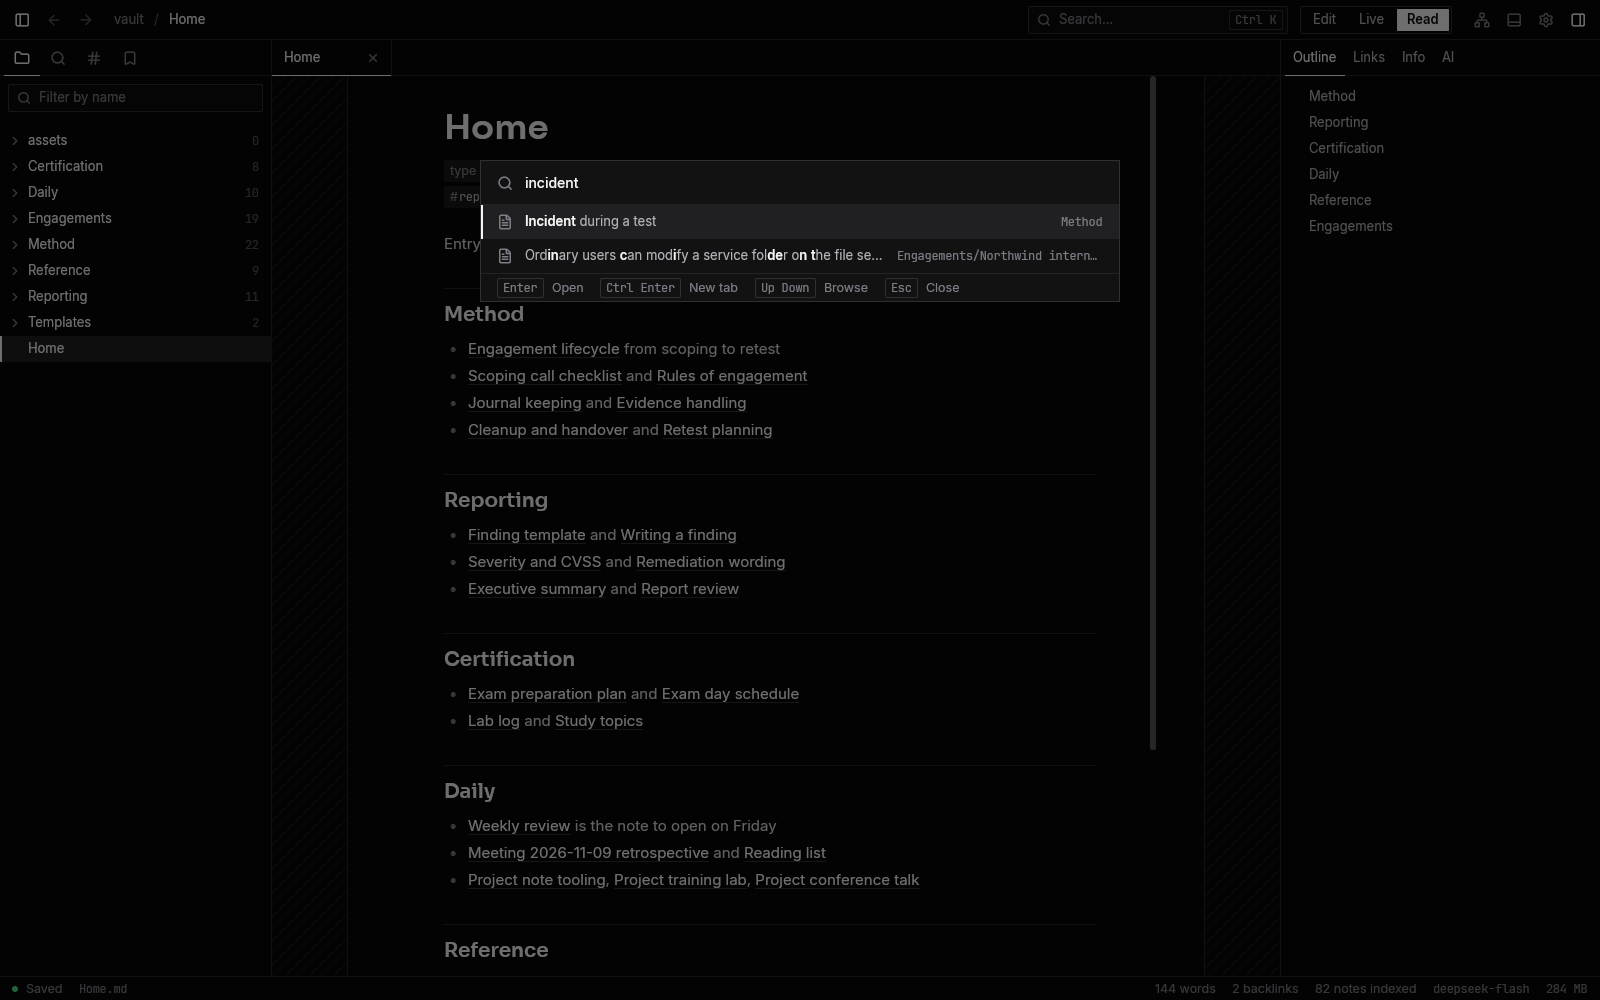 vault / Home
Search... Ctrl K
Edit Live Read
Home
Outline Links Info AI
Filter by name
assets 0
Certification 8
Daily 10
Engagements 19
Method 22
Reference 9
Reporting 11
Templates 2
Home
Home
type
#rep
Entry
incident
Incident during a test Method
Ordinary users can modify a service folder on the file se... Engagements/Northwind intern…
Enter Open Ctrl Enter New tab Up Down Browse Esc Close
Method
Engagement lifecycle from scoping to retest
Scoping call checklist and Rules of engagement
Journal keeping and Evidence handling
Cleanup and handover and Retest planning
Reporting
Finding template and Writing a finding
Severity and CVSS and Remediation wording
Executive summary and Report review
Certification
Exam preparation plan and Exam day schedule
Lab log and Study topics
Daily
Weekly review is the note to open on Friday
Meeting 2026-11-09 retrospective and Reading list
Project note tooling, Project training lab, Project conference talk
Reference
Method
Reporting
Certification
Daily
Reference
Engagements
Saved Home.md
144 words 2 backlinks 82 notes indexed deepseek-flash 284 MB